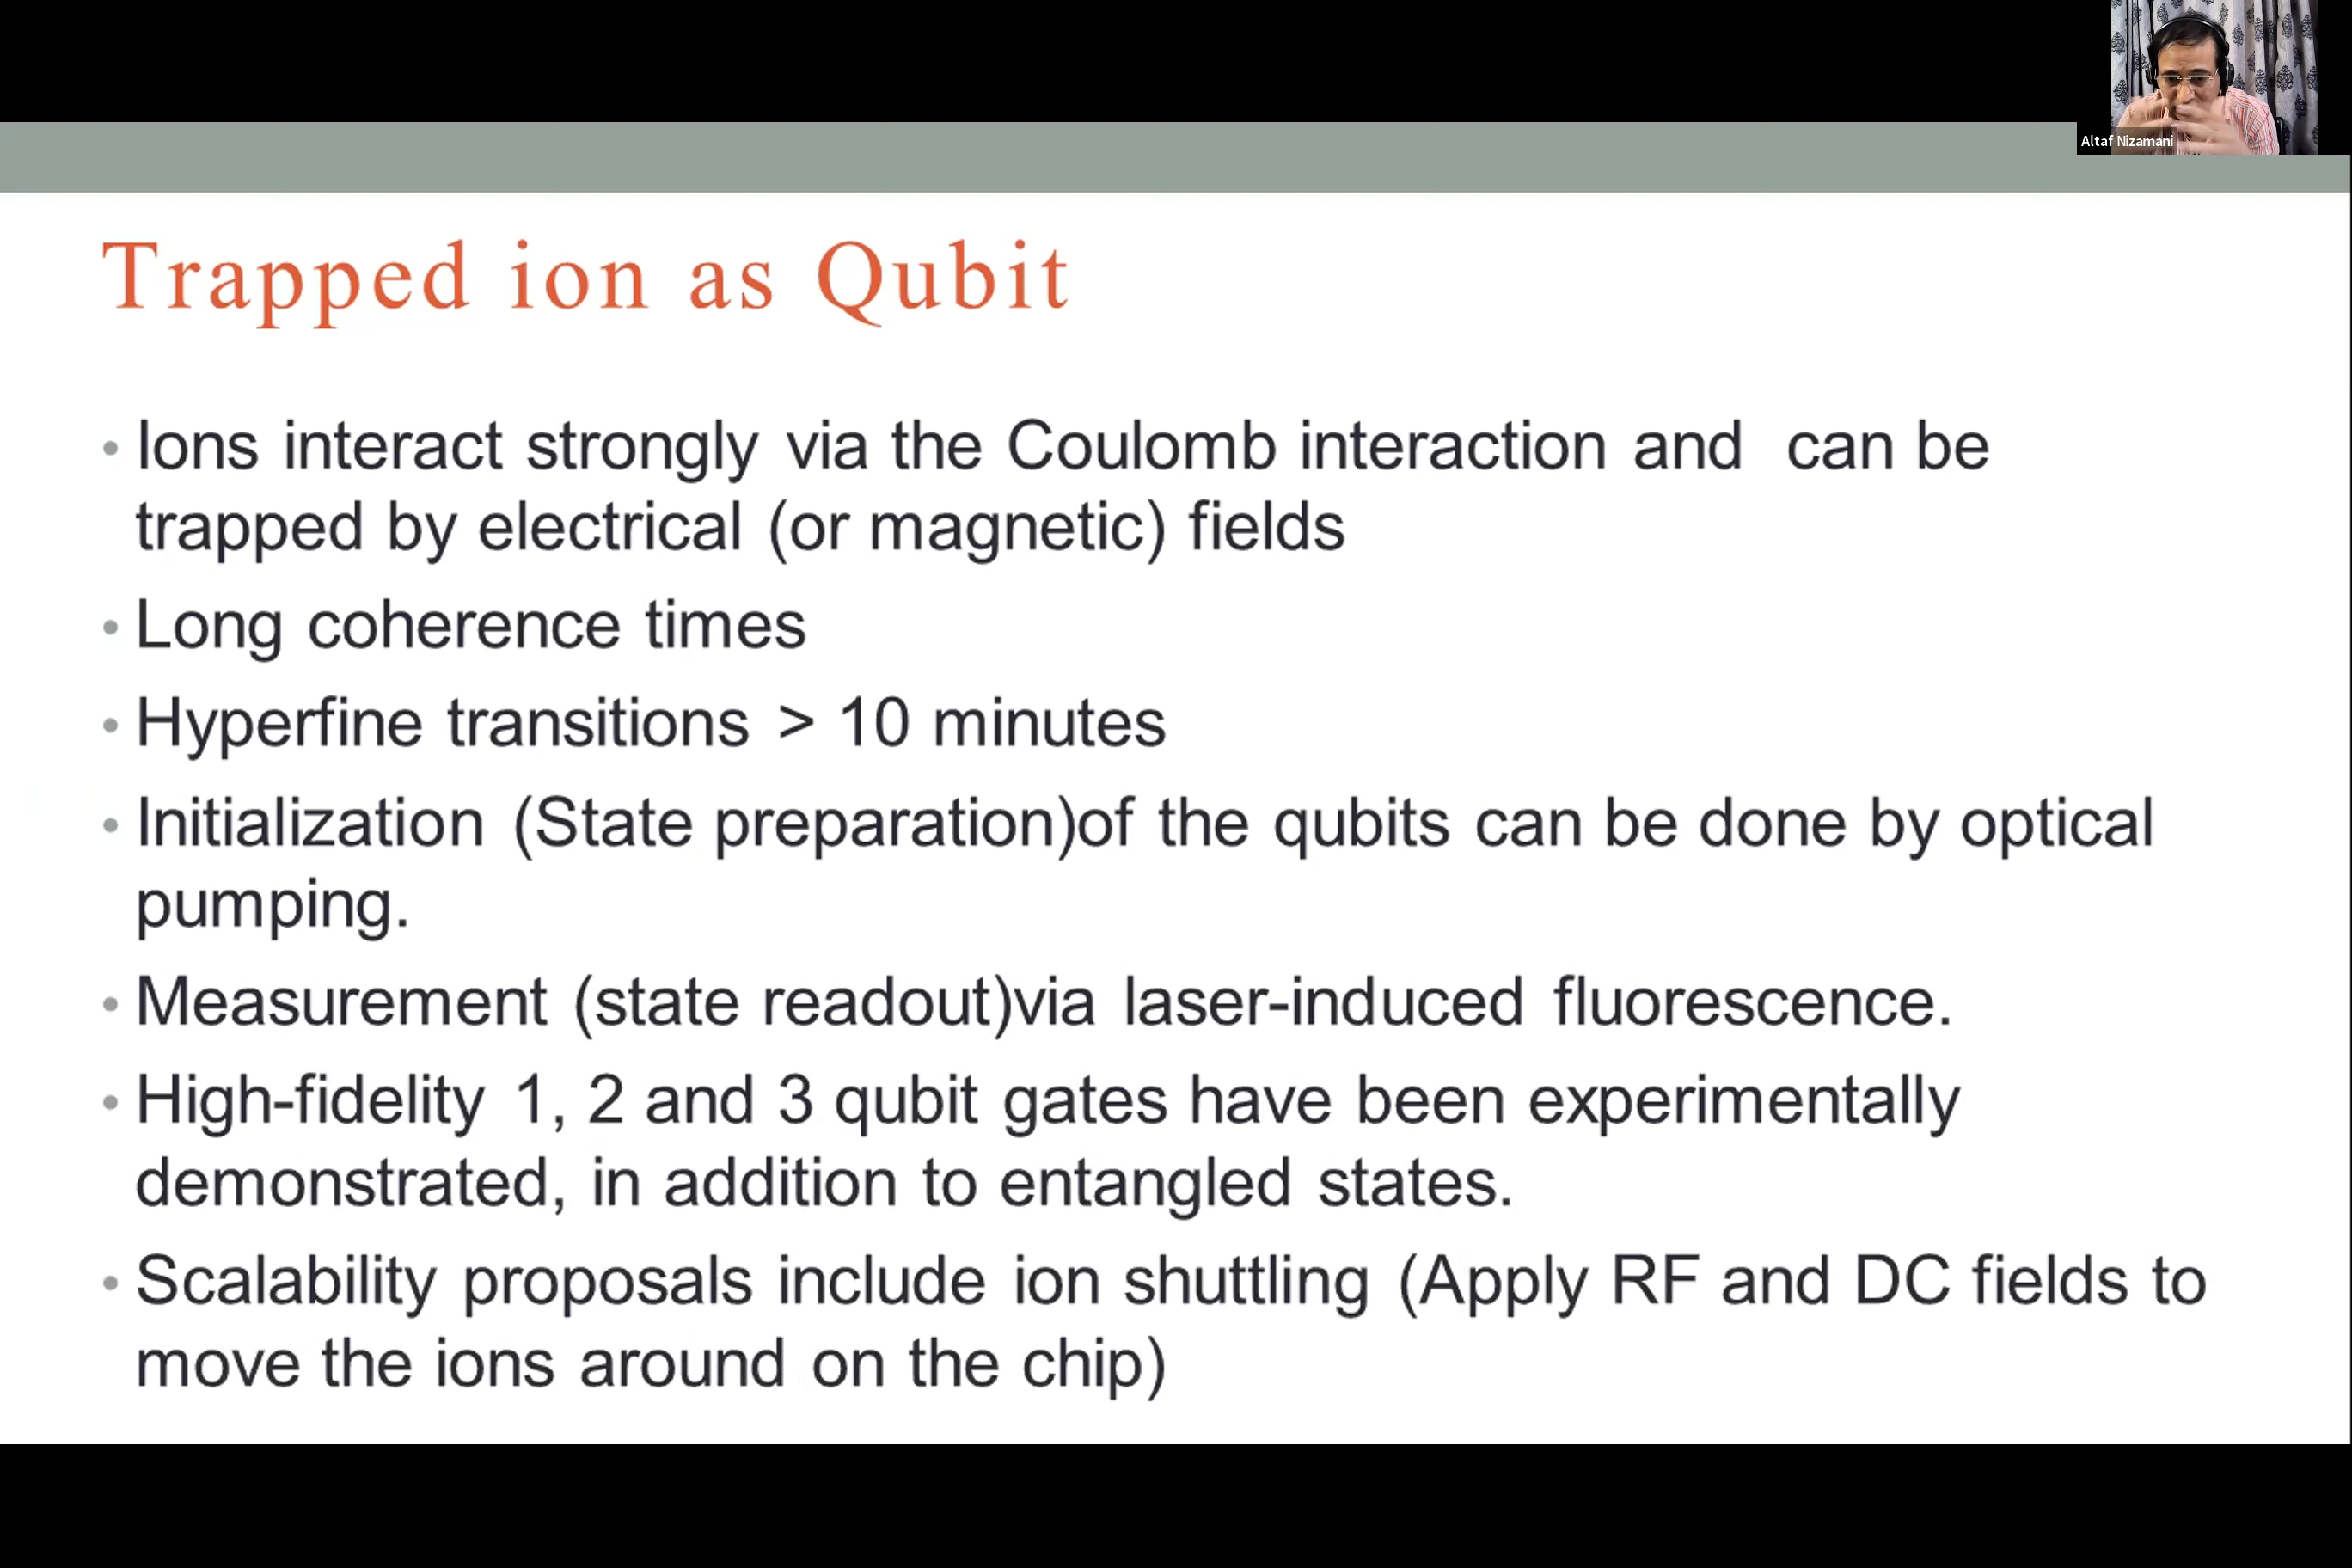 Altaf Nizamani
Trapped ion as Qubit
• Ions interact strongly via the Coulomb interaction and can be
trapped by electrical (or magnetic) fields
• Long coherence times
• Hyperfine transitions > 10 minutes
• Initialization (State preparation)of the qubits can be done by optical
pumping.
• Measurement (state readout)via laser-induced fluorescence.
• High-fidelity 1, 2 and 3 qubit gates have been experimentally
demonstrated, in addition to entangled states.
• Scalability proposals include ion shuttling (Apply RF and DC fields to
move the ions around on the chip)